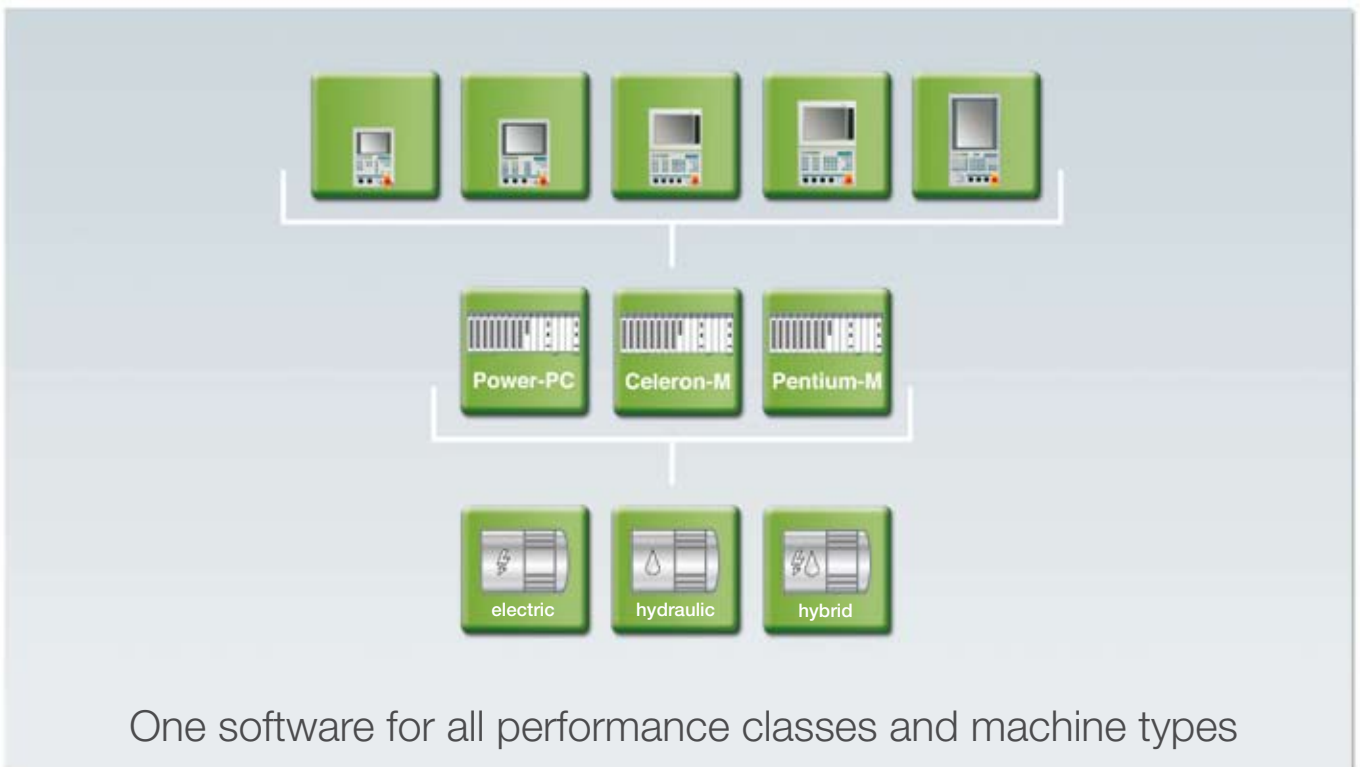 Power-PC
Celeron-M
Pentium-M
electric
hydraulic
hybrid
One software for all performance classes and machine types